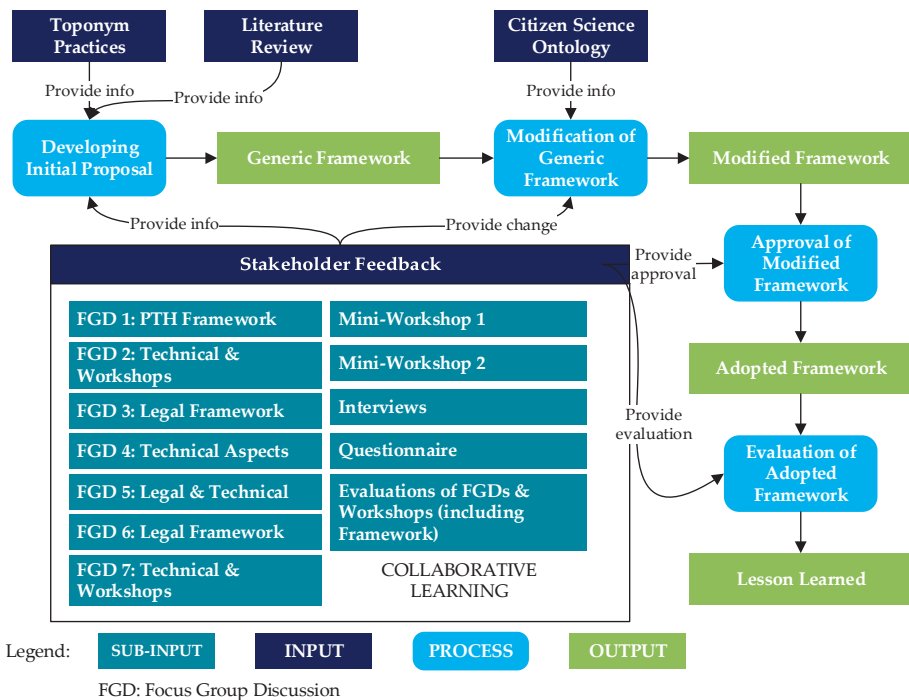 Toponym
Practices
Literature
Review
Citizen Science
Ontology
Provide info
Provide info
Provide info
Developing
Initial Proposal
Generic Framework
Modification of
Generic
Framework
Modified Framework
Provide info
Provide change
Stakeholder Feedback
Provide
approval
Approval of
Modified
Framework
FGD 1: PTH Framework
FGD 2: Technical &
Workshops
FGD 3: Legal Framework
FGD 4: Technical Aspects
FGD 5: Legal & Technical
FGD 6: Legal Framework
FGD 7: Technical &
Workshops
Mini-Workshop 1
Mini-Workshop 2
Interviews
Questionnaire
Evaluations of FGDs &
Workshops (including
Framework)
COLLABORATIVE
LEARNING
Adopted Framework
Provide
evaluation
Evaluation of
Adopted
Framework
Lesson Learned
Legend:
SUB-INPUT
INPUT
PROCESS
OUTPUT
FGD: Focus Group Discussion